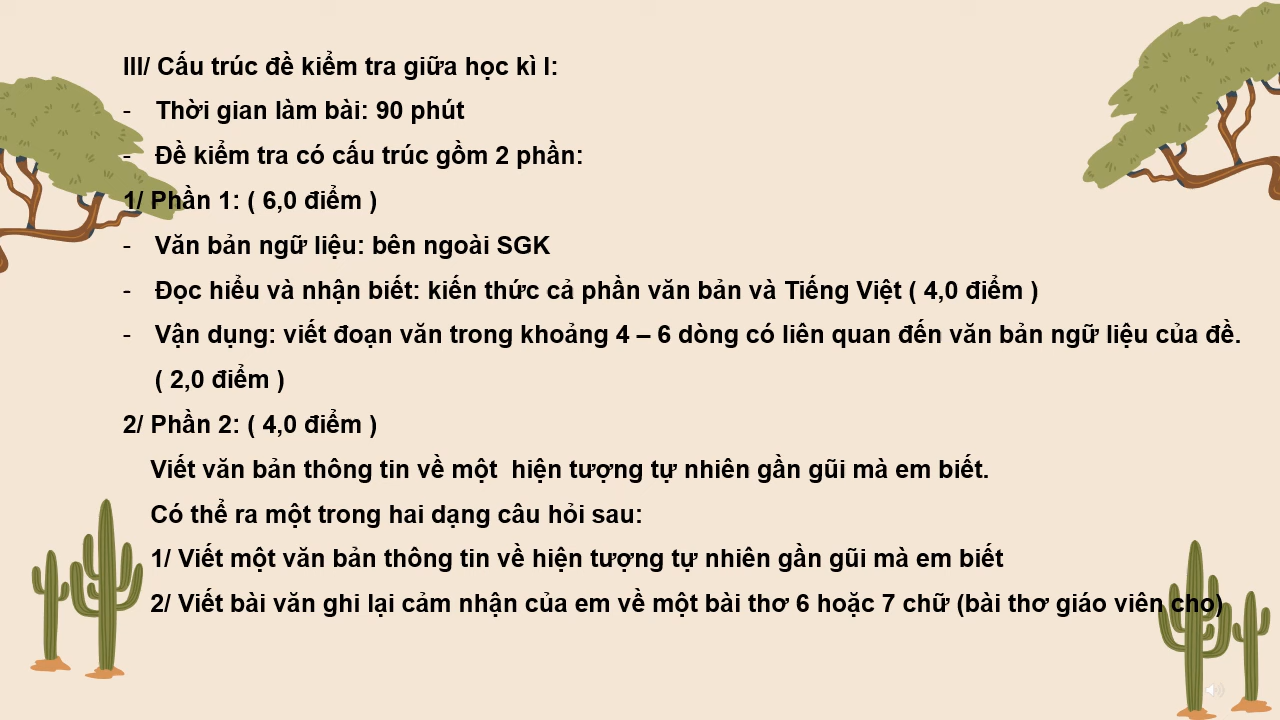 III/ Cấu trúc đề kiểm tra giữa học kì I:
- Thời gian làm bài: 90 phút
- Đề kiểm tra có cấu trúc gồm 2 phần:
1/ Phần 1: ( 6,0 điểm )
- Văn bản ngữ liệu: bên ngoài SGK
- Đọc hiểu và nhận biết: kiến thức cả phần văn bản và Tiếng Việt ( 4,0 điểm )
- Vận dụng: viết đoạn văn trong khoảng 4 – 6 dòng có liên quan đến văn bản ngữ liệu của đề.
( 2,0 điểm )
2/ Phần 2: ( 4,0 điểm )
Viết văn bản thông tin về một  hiện tượng tự nhiên gần gũi mà em biết.
Có thể ra một trong hai dạng câu hỏi sau:
1/ Viết một văn bản thông tin về hiện tượng tự nhiên gần gũi mà em biết
2/ Viết bài văn ghi lại cảm nhận của em về một bài thơ 6 hoặc 7 chữ (bài thơ giáo viên cho)